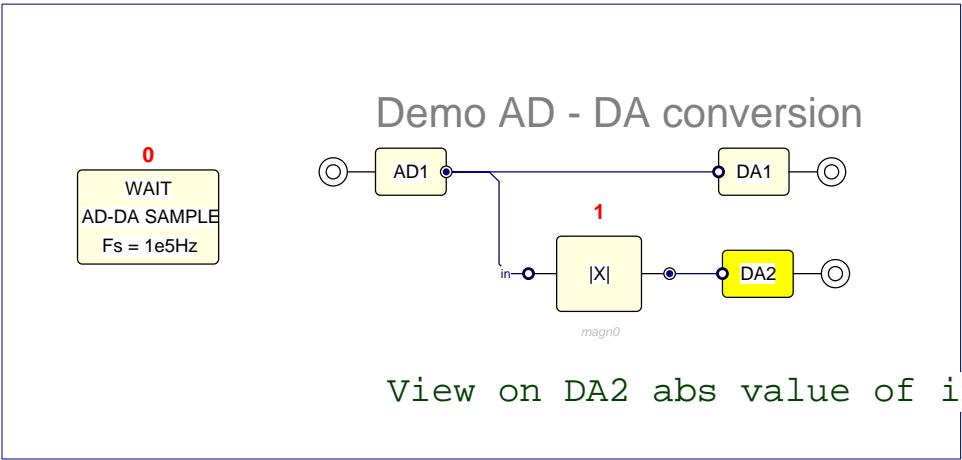 Demo AD - DA conversion
0
WAIT
AD-DA SAMPLE
Fs = 1e5Hz
AD1
DA1
1
in
|X|
DA2
magn0
View on DA2 abs value of i